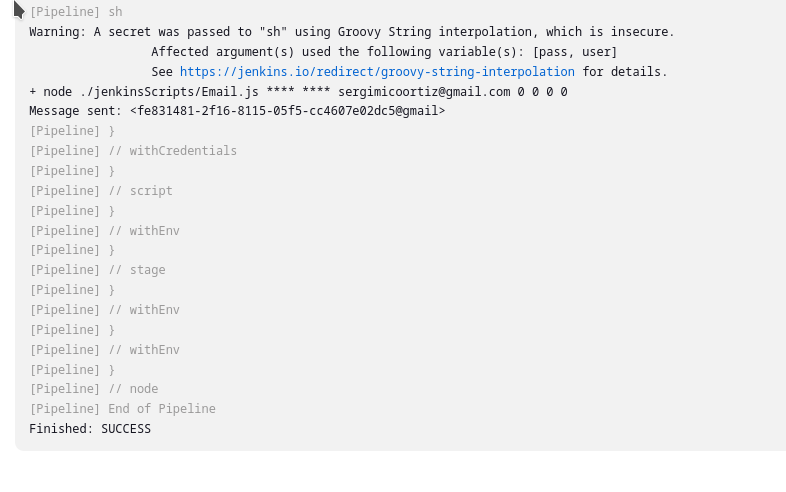 [Pipeline] sh
Warning: A secret was passed to "sh" using Groovy String interpolation, which is insecure.
Affected argument(s) used the following variable(s): [pass, user]
See https://jenkins.io/redirect/groovy-string-interpolation for details.
+ node ./jenkinsScripts/Email.js **** **** sergimicoortiz@gmail.com 0 0 0 0
Message sent: <fe831481-2f16-8115-05f5-cc4607e02dc5@gmail>
[Pipeline] }
[Pipeline] // withCredentials
[Pipeline] }
[Pipeline] // script
[Pipeline] }
[Pipeline] // withEnv
[Pipeline] }
[Pipeline] // stage
[Pipeline] }
[Pipeline] // withEnv
[Pipeline] }
[Pipeline] // withEnv
[Pipeline] }
[Pipeline] // node
[Pipeline] End of Pipeline
Finished: SUCCESS